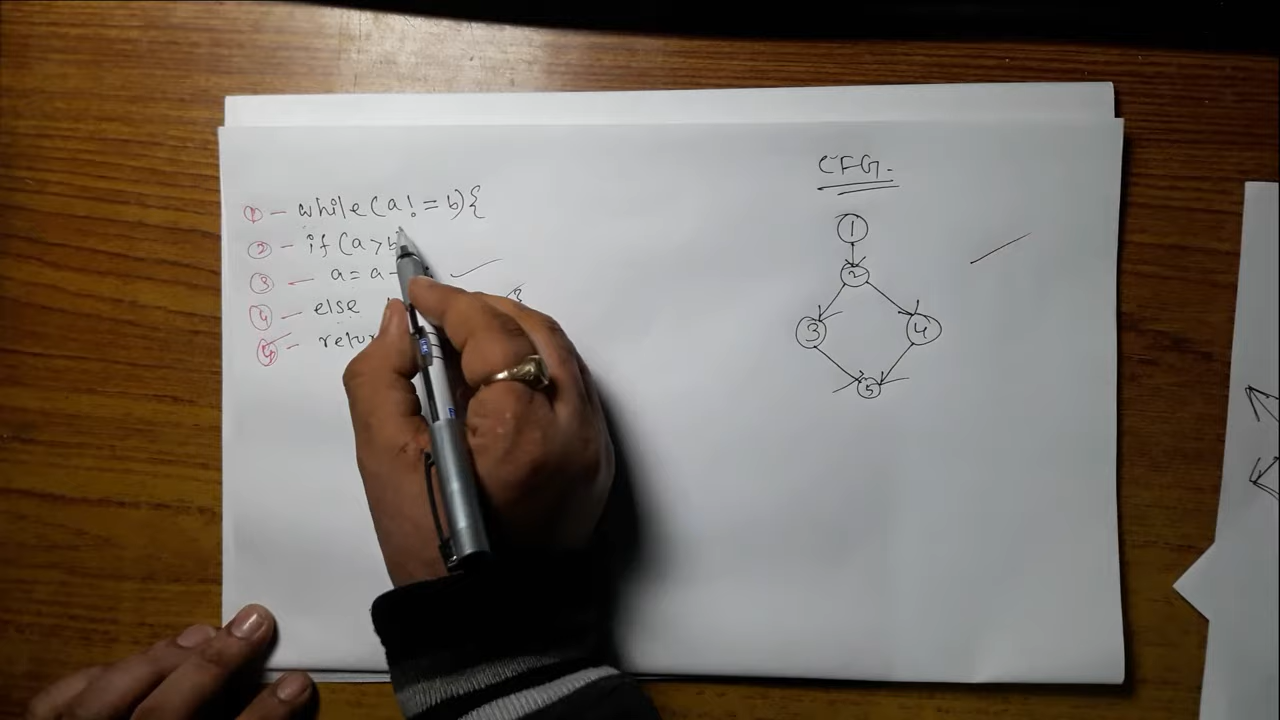 ① - while(a!=b){
② - if(a>b
③ - a=a-
④ - else
⑤ - retur
}
CFG.
1
2
3 4
5